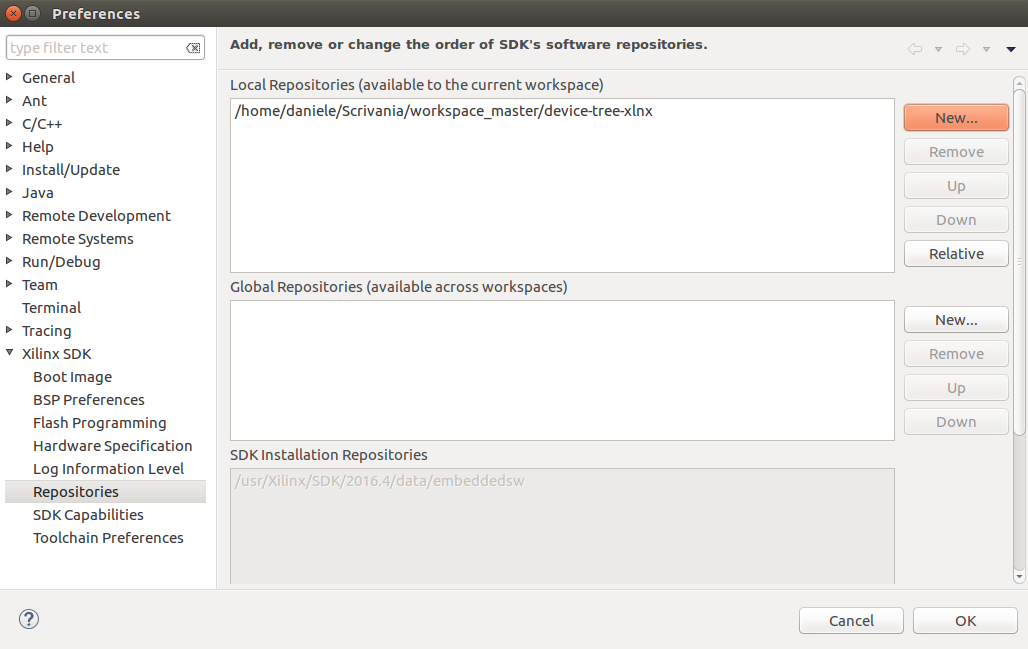 Preferences
type filter text
General
Ant
C/C++
Help
Install/Update
Java
Remote Development
Remote Systems
Run/Debug
Team
Terminal
Tracing
Xilinx SDK
Boot Image
BSP Preferences
Flash Programming
Hardware Specification
Log Information Level
Repositories
SDK Capabilities
Toolchain Preferences
Add, remove or change the order of SDK's software repositories.
Local Repositories (available to the current workspace)
/home/daniele/Scrivania/workspace_master/device-tree-xlnx
New...
Remove
Up
Down
Relative
Global Repositories (available across workspaces)
New...
Remove
Up
Down
SDK Installation Repositories
/usr/Xilinx/SDK/2016.4/data/embeddedsw
?
Cancel
OK